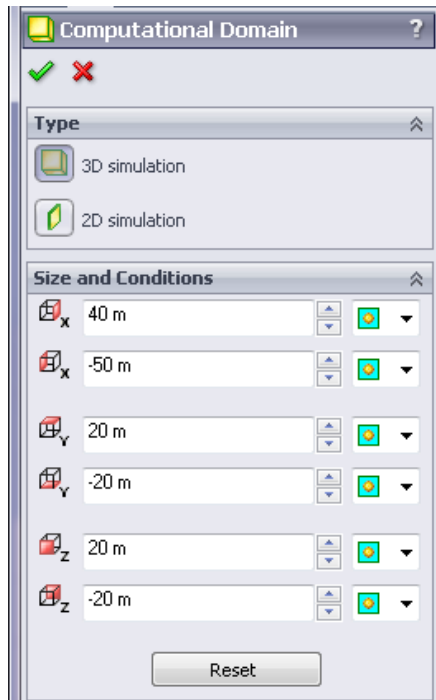 Computational Domain ?
Type
3D simulation
2D simulation
Size and Conditions
X 40 m
X -50 m
Y 20 m
Y -20 m
Z 20 m
Z -20 m
Reset